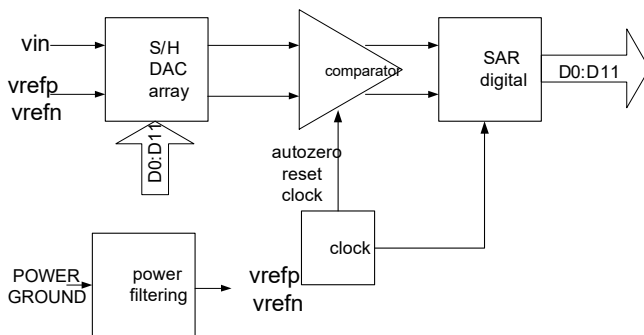 vin
vrefp
vrefn
S/H
DAC
array
D0:D11
comparator
SAR
digital
D0:D11
autozero
reset
clock
clock
POWER
GROUND
power
filtering
vrefp
vrefn